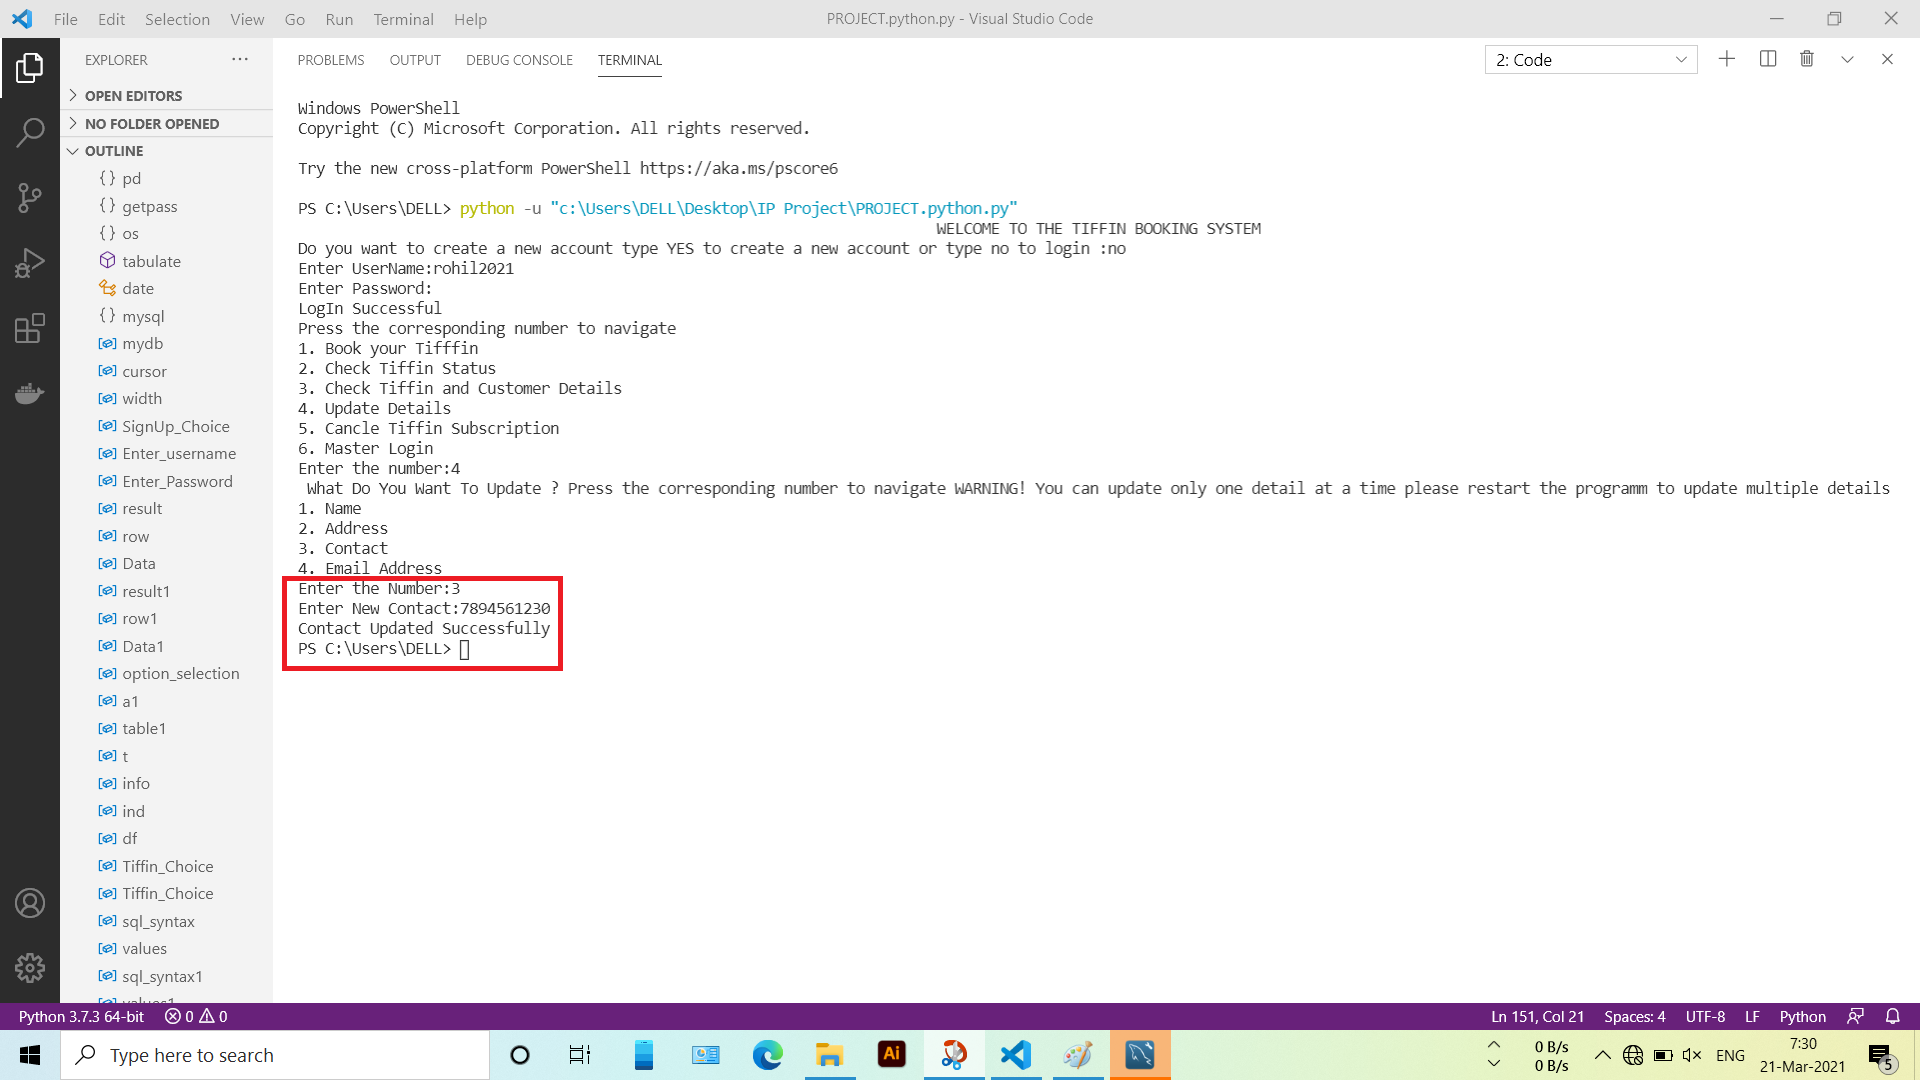 File Edit Selection View Go Run Terminal Help
PROJECT.python.py - Visual Studio Code
EXPLORER
OPEN EDITORS
NO FOLDER OPENED
OUTLINE
pd
getpass
os
tabulate
date
mysql
mydb
cursor
width
SignUp_Choice
Enter_username
Enter_Password
result
row
Data
result1
row1
Data1
option_selection
a1
table1
t
info
ind
df
Tiffin_Choice
Tiffin_Choice
sql_syntax
values
sql_syntax1
values1
PROBLEMS OUTPUT DEBUG CONSOLE TERMINAL
2: Code
Windows PowerShell
Copyright (C) Microsoft Corporation. All rights reserved.
Try the new cross-platform PowerShell https://aka.ms/pscore6
PS C:\Users\DELL> python -u "c:\Users\DELL\Desktop\IP Project\PROJECT.python.py"
WELCOME TO THE TIFFIN BOOKING SYSTEM
Do you want to create a new account type YES to create a new account or type no to login :no
Enter UserName:rohil2021
Enter Password:
LogIn Successful
Press the corresponding number to navigate
1. Book your Tifffin
2. Check Tiffin Status
3. Check Tiffin and Customer Details
4. Update Details
5. Cancle Tiffin Subscription
6. Master Login
Enter the number:4
What Do You Want To Update ? Press the corresponding number to navigate WARNING! You can update only one detail at a time please restart the programm to update multiple details
1. Name
2. Address
3. Contact
4. Email Address
Enter the Number:3
Enter New Contact:7894561230
Contact Updated Successfully
PS C:\Users\DELL>
Python 3.7.3 64-bit 0 0
Ln 151, Col 21 Spaces: 4 UTF-8 LF Python
Type here to search
Ai
0 B/s
0 B/s
ENG
7:30
21-Mar-2021
5